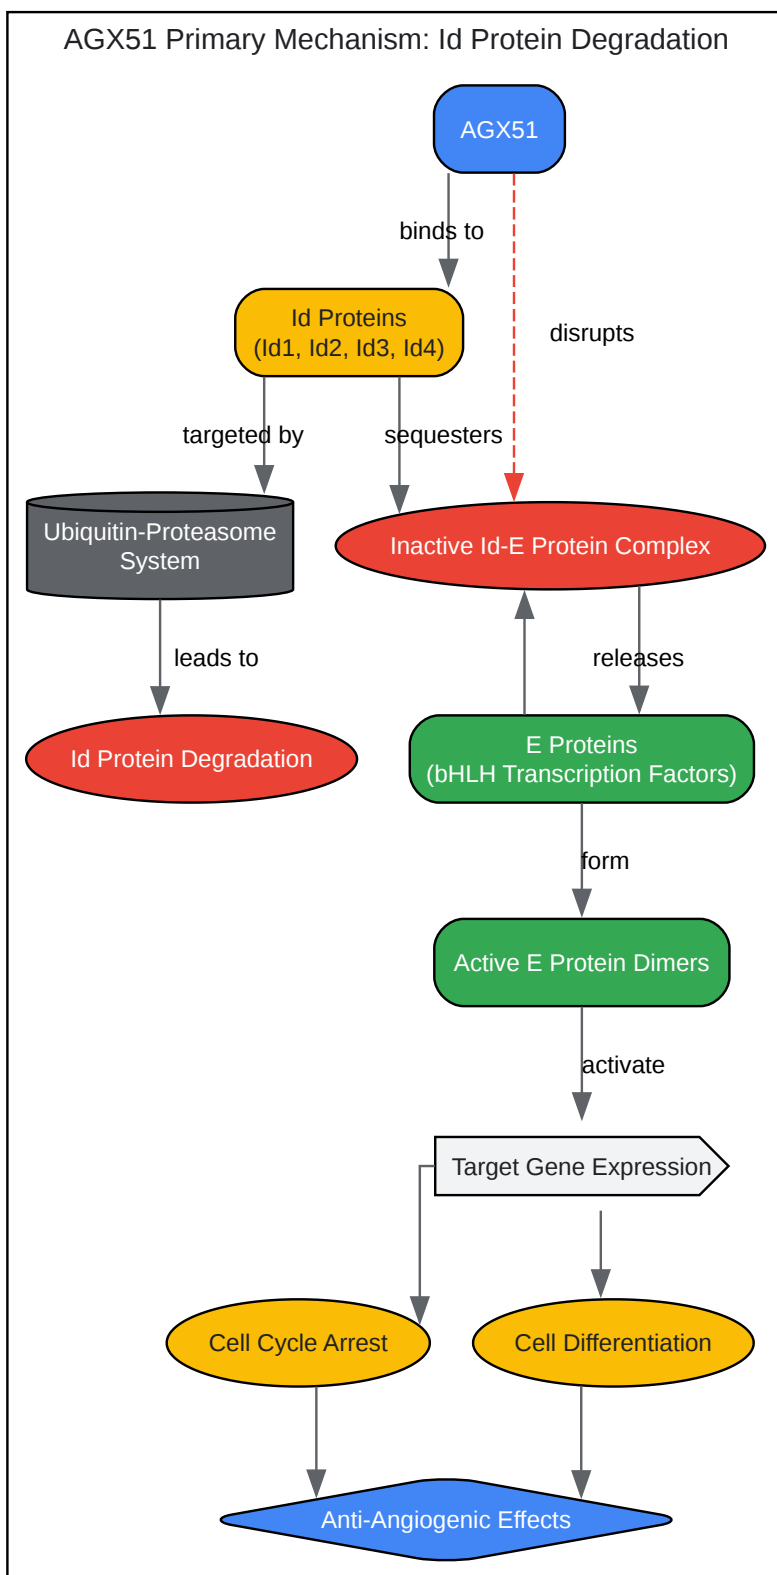 AGX51 Primary Mechanism: Id Protein Degradation
AGX51
binds to
Id Proteins
(Id1, Id2, Id3, Id4)
disrupts
targeted by
sequesters
Ubiquitin-Proteasome
System
Inactive Id-E Protein Complex
leads to
releases
Id Protein Degradation
E Proteins
(bHLH Transcription Factors)
form
Active E Protein Dimers
activate
Target Gene Expression
Cell Cycle Arrest
Cell Differentiation
Anti-Angiogenic Effects